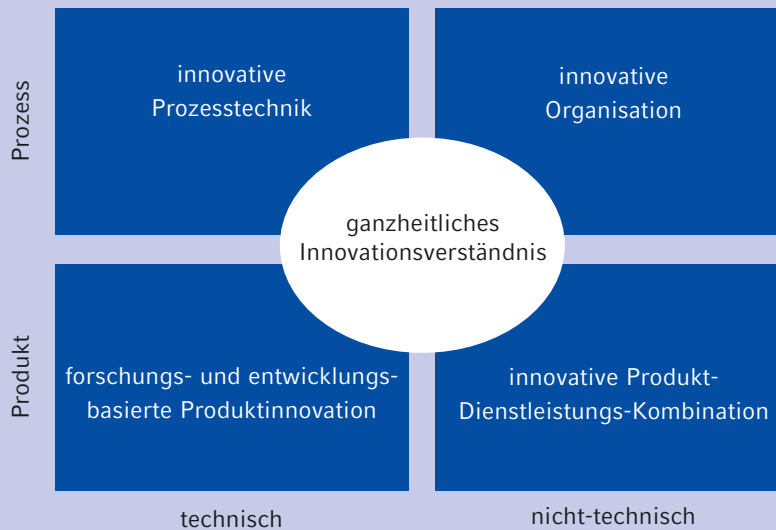 Prozess
innovative
Prozesstechnik
innovative
Organisation
ganzheitliches
Innovationsverständnis
Produkt
forschungs- und entwicklungs-
basierte Produktinnovation
innovative Produkt-
Dienstleistungs-Kombination
technisch
nicht-technisch